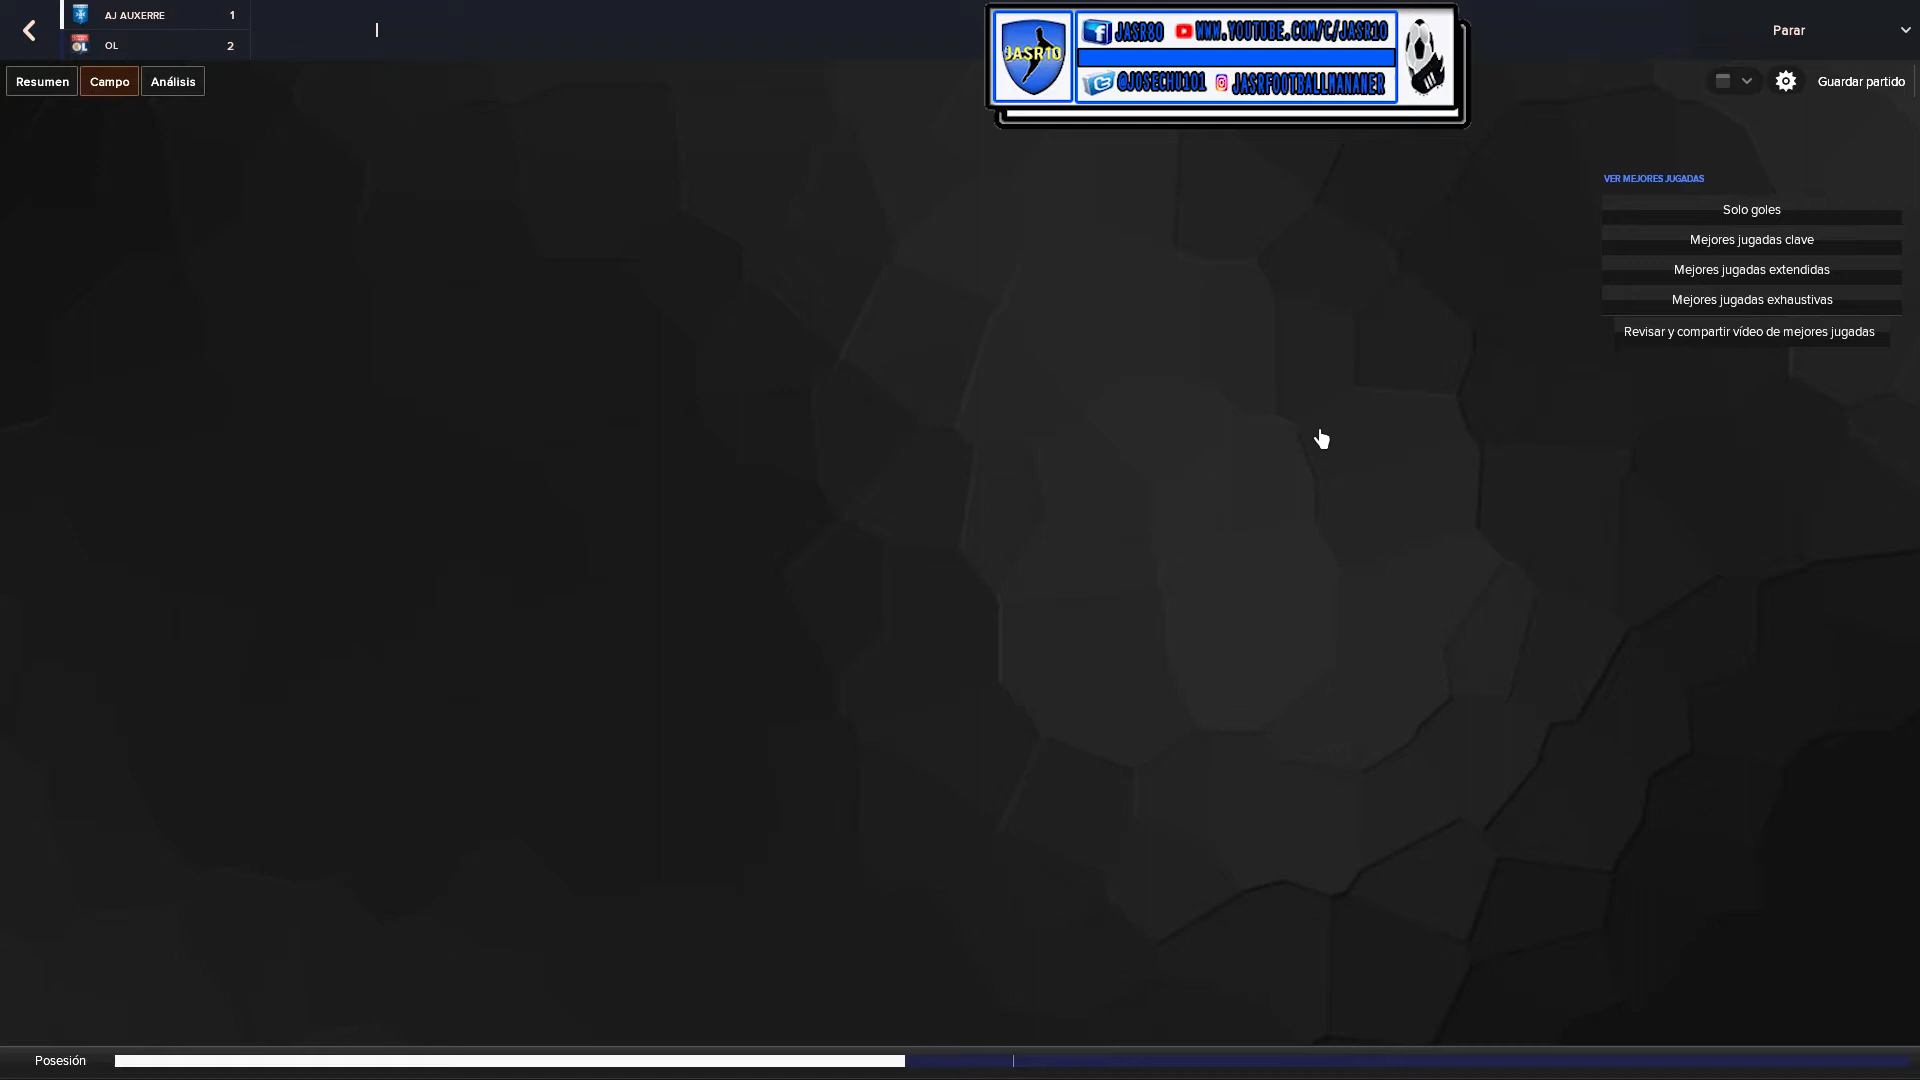 AJ AUXERRE 1
OL 2
JASR10
JASR80 WWW.YOUTUBE.COM/C/JASR10
@JOSECHU101 JASRFOOTBALLMANANER
Parar
Resumen Campo Análisis
Guardar partido
VER MEJORES JUGADAS
Solo goles
Mejores jugadas clave
Mejores jugadas extendidas
Mejores jugadas exhaustivas
Revisar y compartir vídeo de mejores jugadas
Posesión